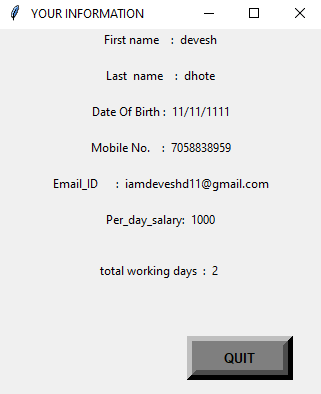 YOUR INFORMATION
First name : devesh
Last name : dhote
Date Of Birth : 11/11/1111
Mobile No. : 7058838959
Email_ID : iamdeveshd11@gmail.com
Per_day_salary: 1000
total working days : 2
QUIT